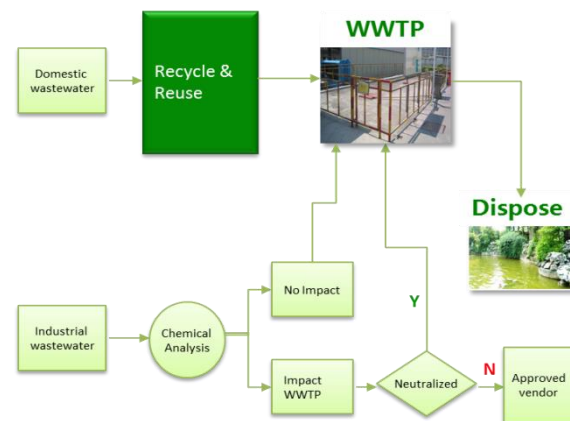 WWTP
Domestic
wastewater
Recycle &
Reuse
Dispose
No Impact
Y
Industrial
wastewater
Chemical
Analysis
Impact
WWTP
Neutralized
N
Approved
vendor